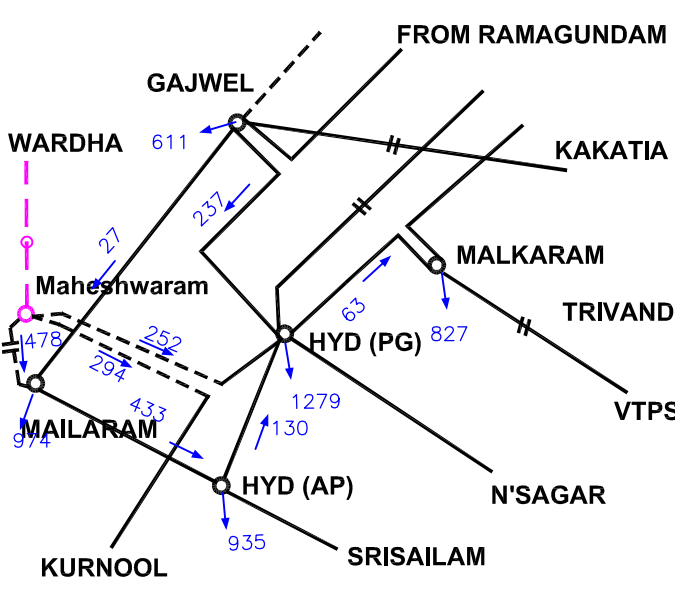 FROM RAMAGUNDAM
GAJWEL
WARDHA
611
KAKATIA
237
27
MALKARAM
Maheshwaram
TRIVAND
63
478
252
HYD (PG)
827
294
1279
VTPS
433
MAILARAM
974
130
HYD (AP)
N'SAGAR
935
SRISAILAM
KURNOOL